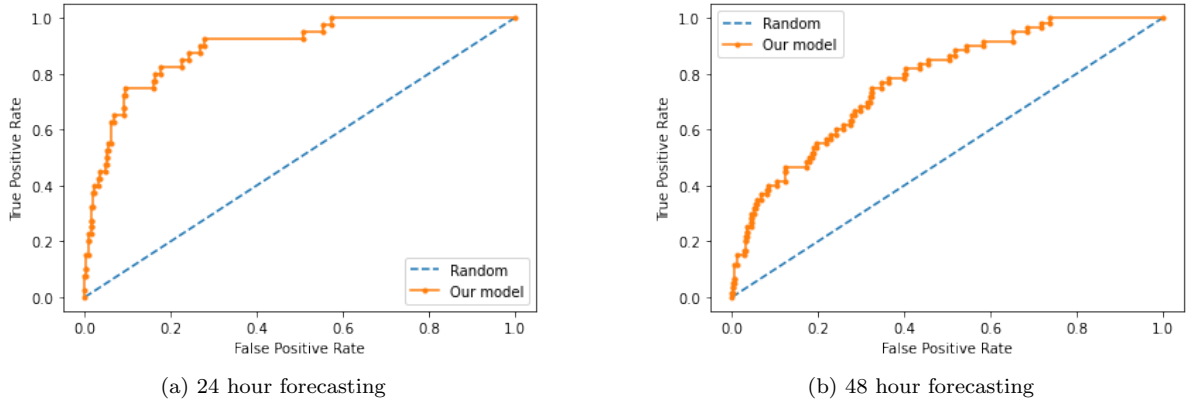 1.0
0.8
0.6
0.4
0.2
0.0
True Positive Rate
0.0 0.2 0.4 0.6 0.8 1.0
False Positive Rate
Random
Our model
(a) 24 hour forecasting
1.0
0.8
0.6
0.4
0.2
0.0
True Positive Rate
Random
Our model
0.0 0.2 0.4 0.6 0.8 1.0
False Positive Rate
(b) 48 hour forecasting